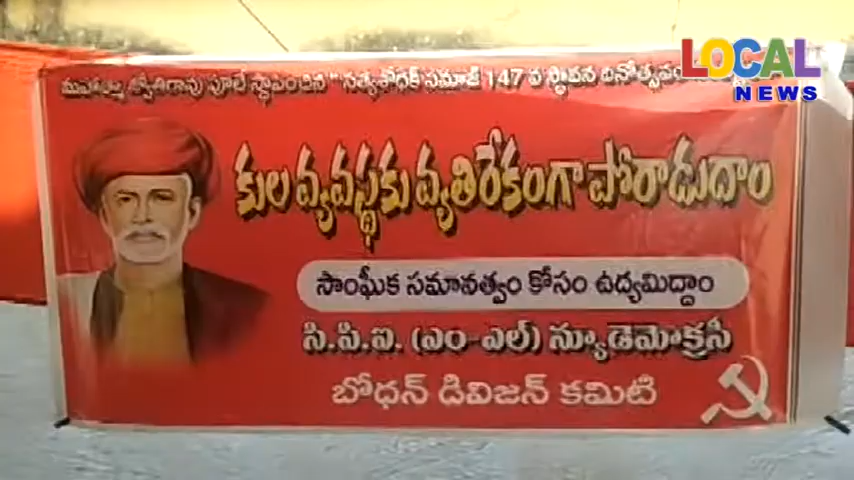 LOCAL
NEWS
మహాత్మా జ్యోతిరావు పూలే స్థాపించిన "సత్యశోధక్ సమాజ్ 147 వ స్థాపన దినోత్సవం
కుల వ్యవస్థకు వ్యతిరేకంగా పోరాడుదాం
సాంఘీక సమానత్వం కోసం ఉద్యమిద్దాం
సి.పి.ఐ. (ఎం-ఎల్) న్యూడెమోక్రసీ
బోధన్ డివిజన్ కమిటి